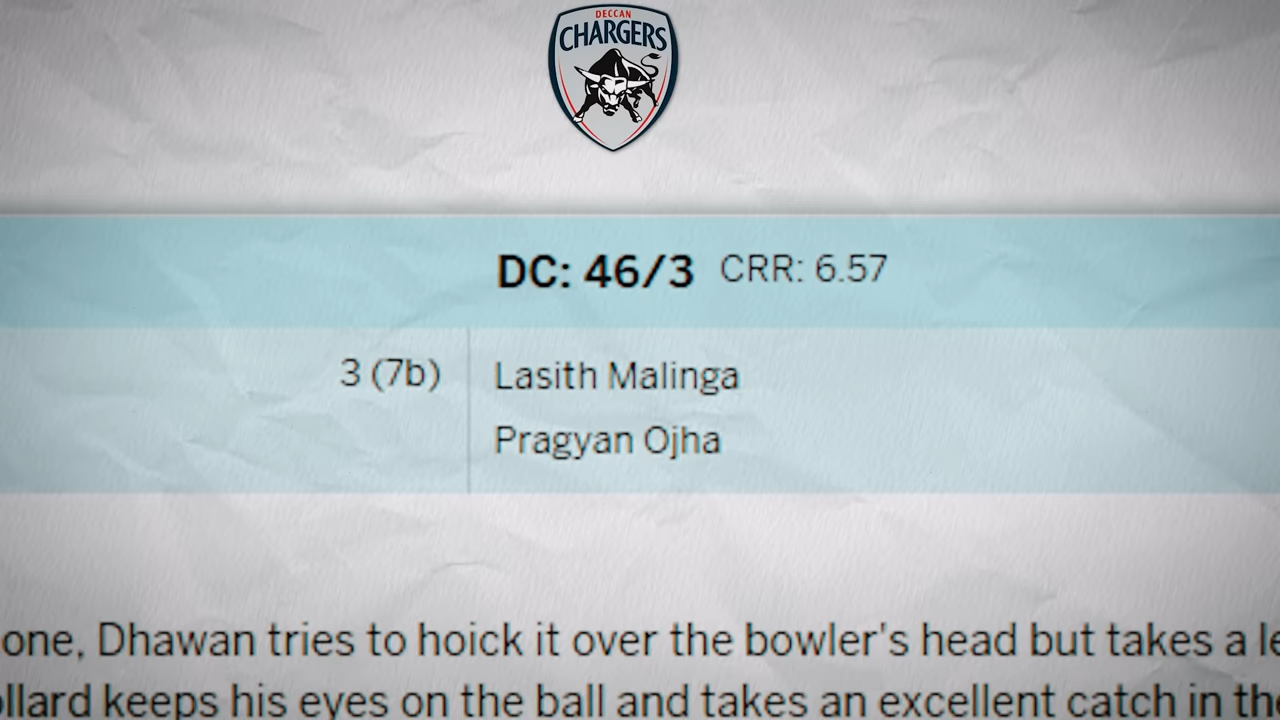 DECCAN
CHARGERS
DC: 46/3 CRR: 6.57
3 (7b) Lasith Malinga
Pragyan Ojha
one, Dhawan tries to hoick it over the bowler's head but takes a
keeps his eyes on the ball and takes an excellent catch in